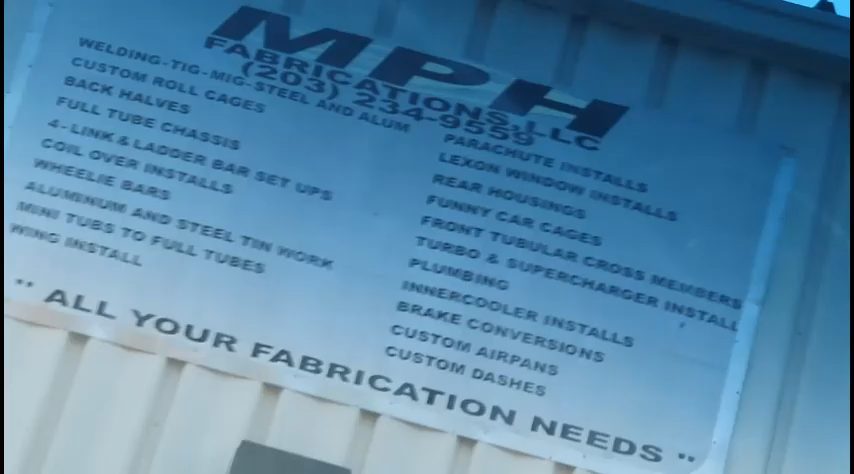 MPH
FABRICATIONS, LLC
(203) 234-9559
WELDING-TIG-MIG-STEEL AND ALUM
CUSTOM ROLL CAGES
BACK HALVES
FULL TUBE CHASSIS
4-LINK & LADDER BAR SET UPS
COIL OVER INSTALLS
WHEELIE BARS
ALUMINUM AND STEEL TIN WORK
MINI TUBS TO FULL TUBES
WING INSTALL
PARACHUTE INSTALLS
LEXON WINDOW INSTALLS
REAR HOUSINGS
FUNNY CAR CAGES
FRONT TUBULAR CROSS MEMBERS
TURBO & SUPERCHARGER INSTALL
PLUMBING
INNERCOOLER INSTALLS
BRAKE CONVERSIONS
CUSTOM AIRPANS
CUSTOM DASHES
" ALL YOUR FABRICATION NEEDS "